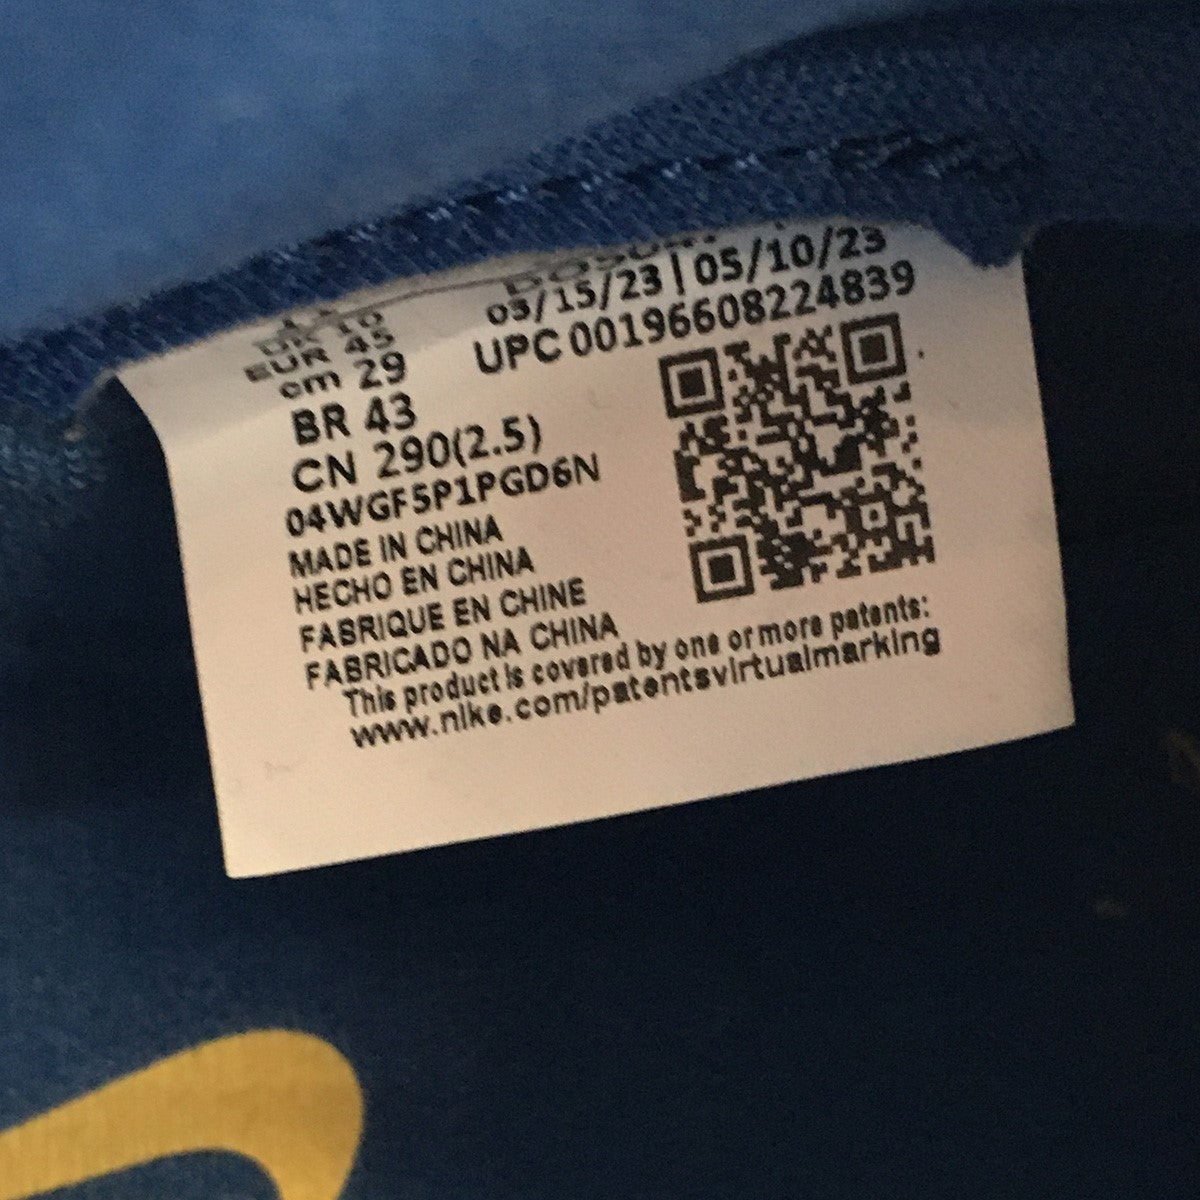 UK 10
EUR 45
cm 29
BR 43
CN 290(2.5)
04WGF5P1PGD6N
03/15/23 | 05/10/23
UPC 00196608224839
MADE IN CHINA
HECHO EN CHINA
FABRIQUE EN CHINE
FABRICADO NA CHINA
This product is covered by one or more patents:
www.nike.com/patentsvirtualmarking